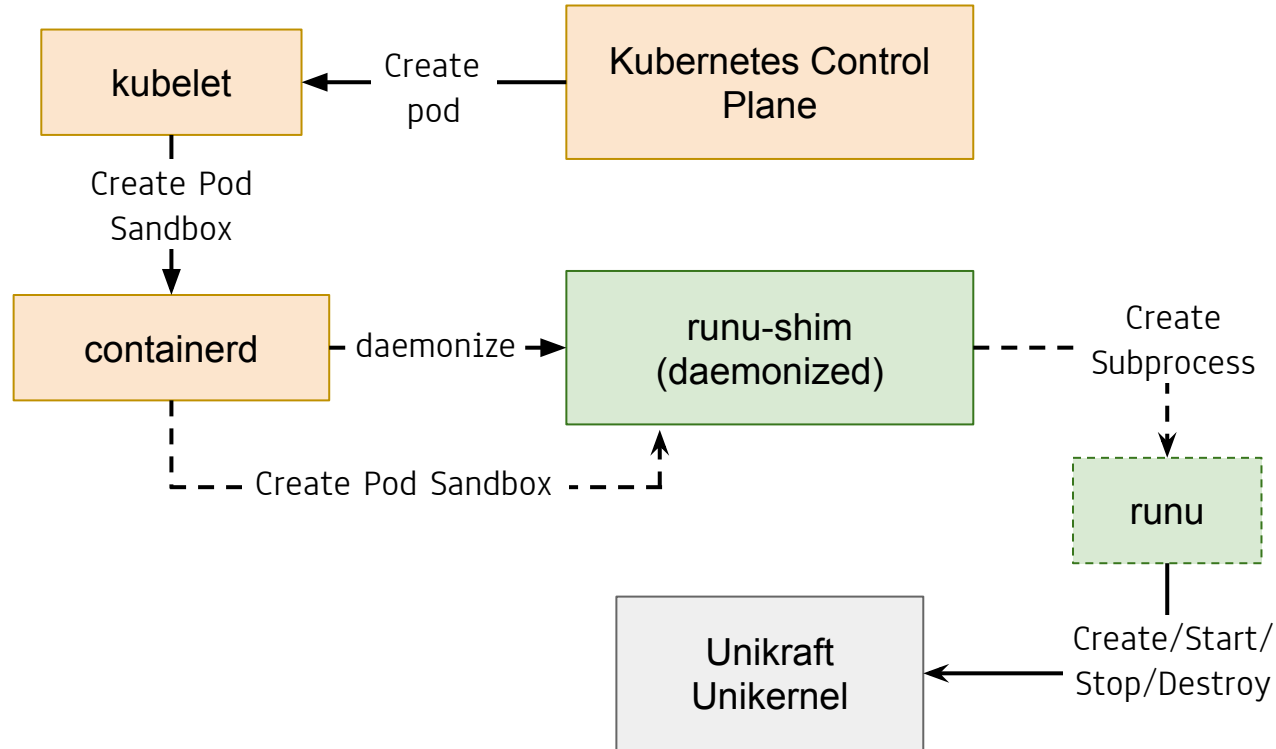 kubelet
Create
pod
Kubernetes Control
Plane
Create Pod
Sandbox
containerd
daemonize
runu-shim
(daemonized)
Create
Subprocess
Create Pod Sandbox
runu
Unikraft
Unikernel
Create/Start/
Stop/Destroy